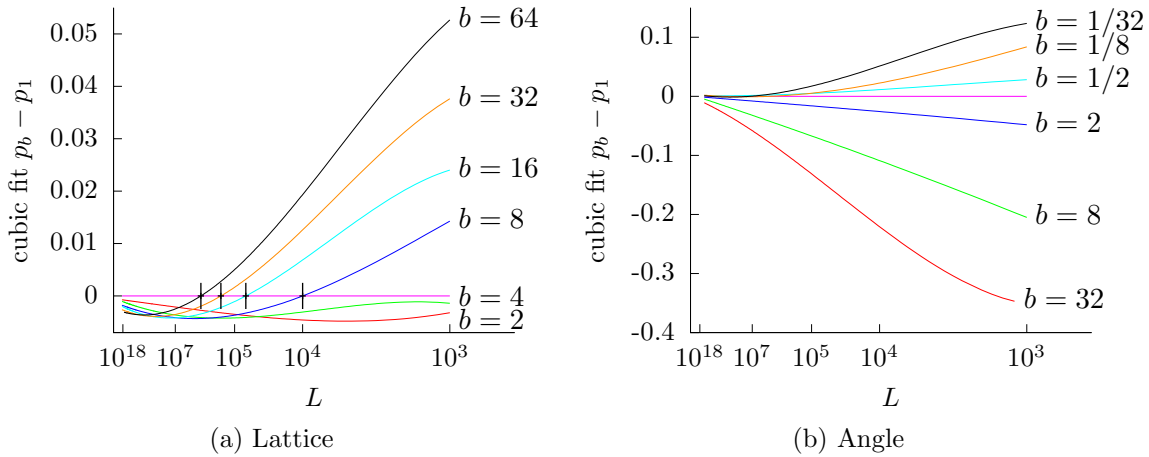 cubic fit p_b − p_1
0.05
0.04
0.03
0.02
0.01
0
10^18
10^7
10^5
10^4
10^3
L
b = 64
b = 32
b = 16
b = 8
b = 4
b = 2
(a) Lattice
cubic fit p_b − p_1
0.1
0
-0.1
-0.2
-0.3
-0.4
10^18
10^7
10^5
10^4
10^3
L
b = 1/32
b = 1/8
b = 1/2
b = 2
b = 8
b = 32
(b) Angle